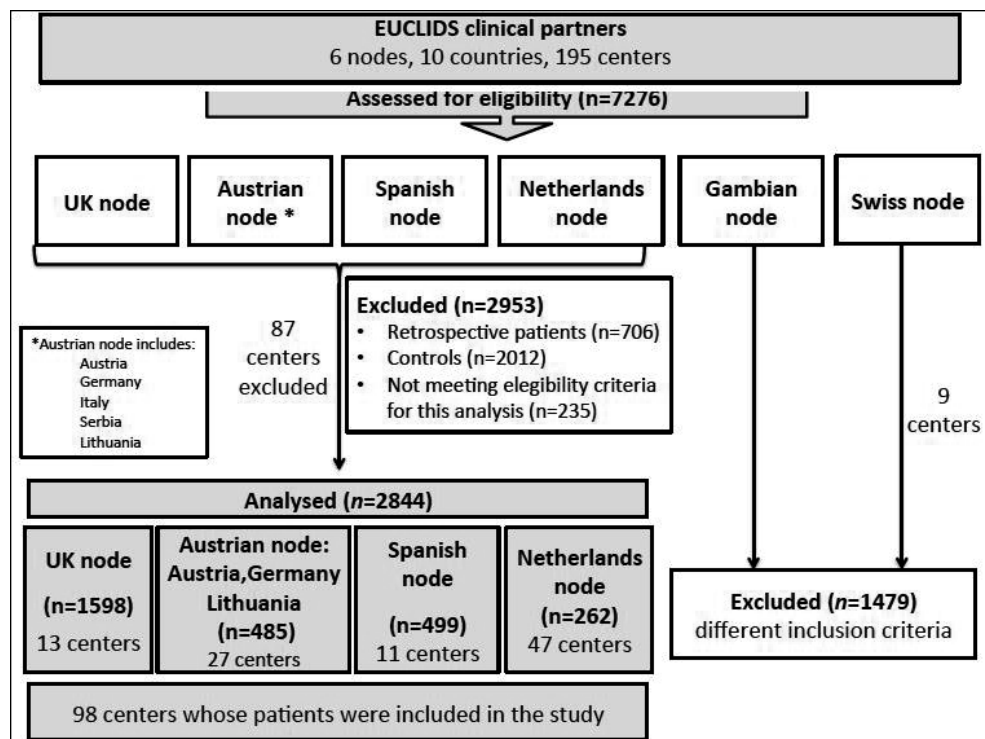 EUCLIDS clinical partners
6 nodes, 10 countries, 195 centers
Assessed for eligibility (n=7276)
UK node
Austrian
node *
Spanish
node
Netherlands
node
Gambian
node
Swiss node
*Austrian node includes:
Austria
Germany
Italy
Serbia
Lithuania
87
centers
excluded
Excluded (n=2953)
• Retrospective patients (n=706)
• Controls (n=2012)
• Not meeting elegibility criteria
for this analysis (n=235)
9
centers
Analysed (n=2844)
UK node
(n=1598)
13 centers
Austrian node:
Austria,Germany
Lithuania
(n=485)
27 centers
Spanish
node
(n=499)
11 centers
Netherlands
node
(n=262)
47 centers
Excluded (n=1479)
different inclusion criteria
98 centers whose patients were included in the study